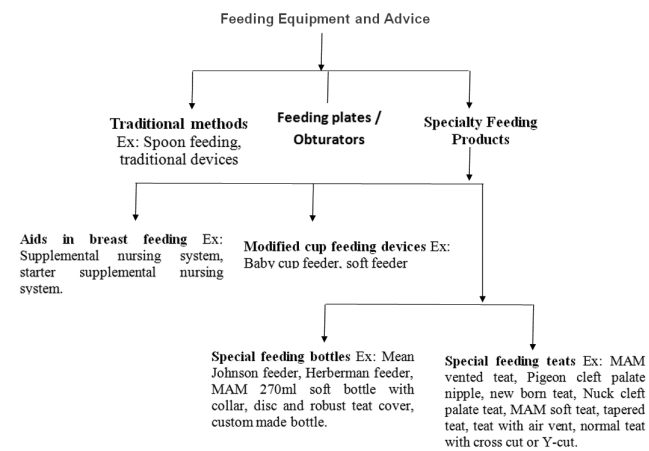 Feeding Equipment and Advice
Traditional methods
Ex: Spoon feeding,
traditional devices
Feeding plates /
Obturators
Specialty Feeding
Products
Aids in breast feeding Ex:
Supplemental nursing system,
starter supplemental nursing
system.
Modified cup feeding devices Ex:
Baby cup feeder, soft feeder
Special feeding bottles Ex: Mean
Johnson feeder, Herberman feeder,
MAM 270ml soft bottle with
collar, disc and robust teat cover,
custom made bottle.
Special feeding teats Ex: MAM
vented teat, Pigeon cleft palate
nipple, new born teat, Nuck cleft
palate teat, MAM soft teat, tapered
teat, teat with air vent, normal teat
with cross cut or Y-cut.